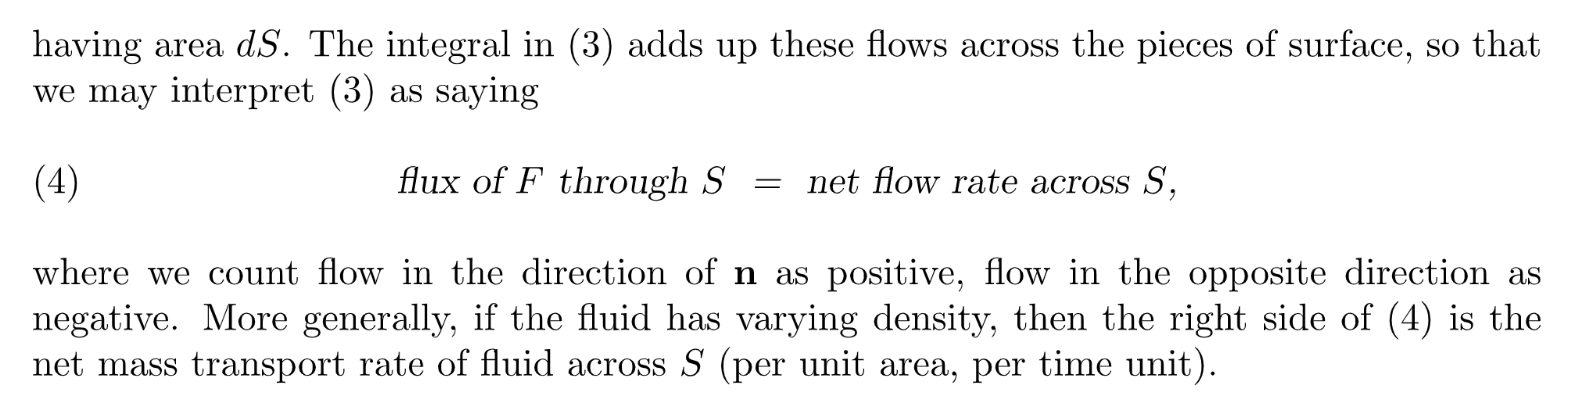 having area dS. The integral in (3) adds up these flows across the pieces of surface, so that
we may interpret (3) as saying
(4) flux of F through S = net flow rate across S,
where we count flow in the direction of n as positive, flow in the opposite direction as
negative. More generally, if the fluid has varying density, then the right side of (4) is the
net mass transport rate of fluid across S (per unit area, per time unit).